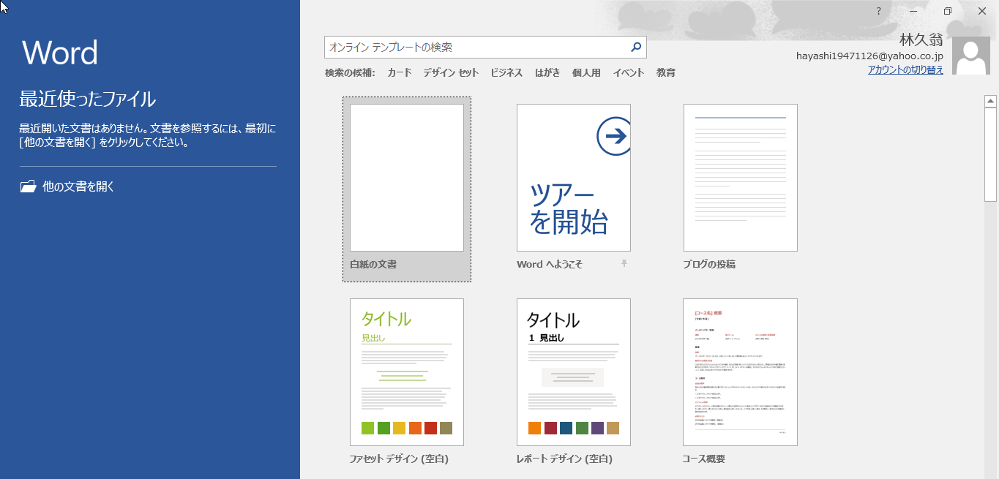 Word
最近使ったファイル
最近開いた文書はありません。文書を参照するには、最初に
[他の文書を開く] をクリックしてください。
他の文書を開く
?
林久翁
hayashi19471126@yahoo.co.jp
アカウントの切り替え
オンライン テンプレートの検索
検索の候補: カード デザイン セット ビジネス はがき 個人用 イベント 教育
白紙の文書
ツアー
を開始
Word へようこそ
ブログの投稿
タイトル
見出し
ファセット デザイン (空白)
タイトル
1 見出し
レポート デザイン (空白)
[コース名] 概要
コース概要